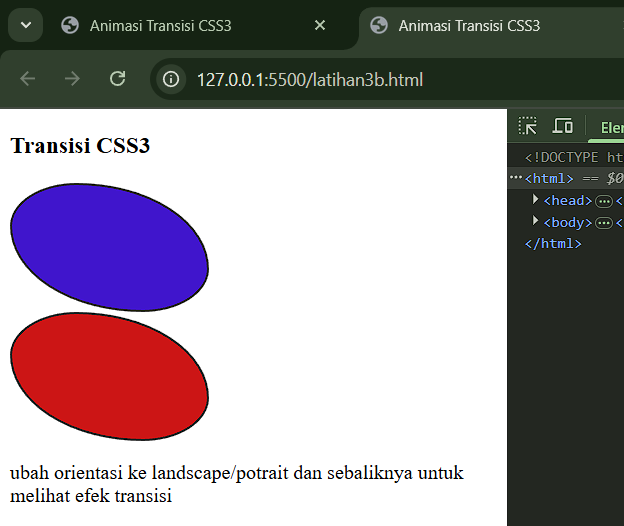 Animasi Transisi CSS3
Animasi Transisi CSS3
127.0.0.1:5500/latihan3b.html
Transisi CSS3
ubah orientasi ke landscape/potrait dan sebaliknya untuk
melihat efek transisi
Elen
<!DOCTYPE ht
<html> == $0
<head> <
<body> <
</html>